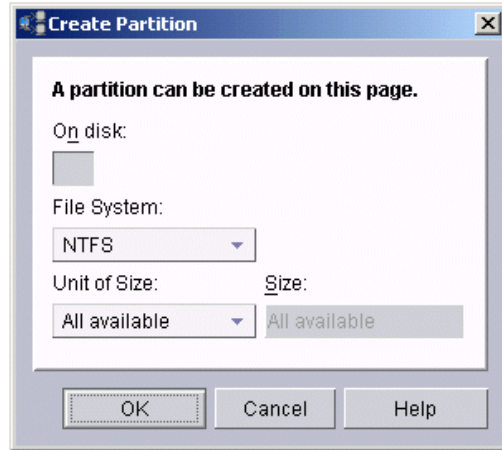 Create Partition
A partition can be created on this page.
On disk:
File System:
NTFS
Unit of Size: Size:
All available All available
OK Cancel Help